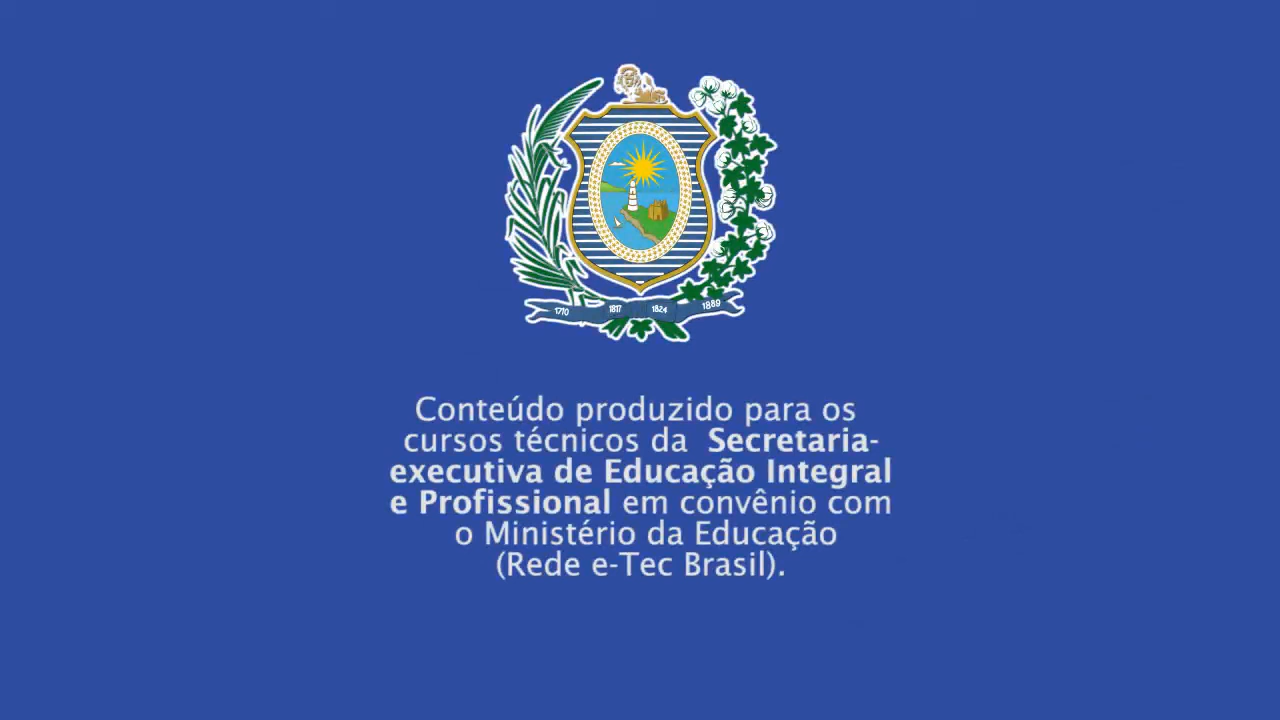 1710 1817 1824 1889
Conteúdo produzido para os
cursos técnicos da Secretaria-
executiva de Educação Integral
e Profissional em convênio com
o Ministério da Educação
(Rede e-Tec Brasil).